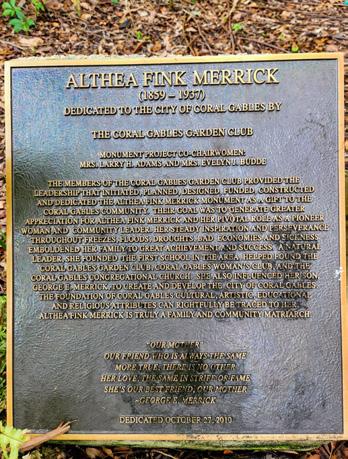 ALTHEA FINK MERRICK
(1859 – 1937)
DEDICATED TO THE CITY OF CORAL GABLES BY
THE CORAL GABLES GARDEN CLUB
MONUMENT PROJECT CO-CHAIRWOMEN:
MRS. LARRY H. ADAMS AND MRS. EVELYN J. BUDDE
THE MEMBERS OF THE CORAL GABLES GARDEN CLUB PROVIDED THE
LEADERSHIP THAT INITIATED, PLANNED, DESIGNED, FUNDED, CONSTRUCTED
AND DEDICATED THE ALTHEA FINK MERRICK MONUMENT AS A GIFT TO THE
CORAL GABLES COMMUNITY. THEIR GOAL WAS TO GENERATE GREATER
APPRECIATION FOR ALTHEA FINK MERRICK AND HER PIVOTAL ROLE AS A PIONEER
WOMAN AND COMMUNITY LEADER. HER STEADY INSPIRATION AND PERSEVERANCE
THROUGHOUT FREEZES, FLOODS, DROUGHTS, BAD ECONOMIES AND SICKNESS
EMBOLDENED HER FAMILY TO GREAT ACHIEVEMENT AND SUCCESS. A NATURAL
LEADER, SHE FOUNDED THE FIRST SCHOOL IN THE AREA, HELPED FOUND THE
CORAL GABLES GARDEN CLUB, CORAL GABLES WOMAN'S CLUB, AND THE
CORAL GABLES CONGREGATIONAL CHURCH. SHE ALSO INFLUENCED HER SON,
GEORGE E. MERRICK, TO CREATE AND DEVELOP THE CITY OF CORAL GABLES.
THE FOUNDATION OF CORAL GABLES' CULTURAL, ARTISTIC, EDUCATIONAL
AND RELIGIOUS ATTRIBUTES CAN RIGHTFULLY BE TRACED TO HER.
ALTHEA FINK MERRICK IS TRULY A FAMILY AND COMMUNITY MATRIARCH.
"OUR MOTHER"
OUR FRIEND WHO IS ALWAYS THE SAME
MORE TRUE, THERE IS NO OTHER
HER LOVE, THE SAME IN STRIFE OR FAME
SHE'S OUR BEST FRIEND, OUR MOTHER
~GEORGE E. MERRICK
DEDICATED OCTOBER 27, 2010